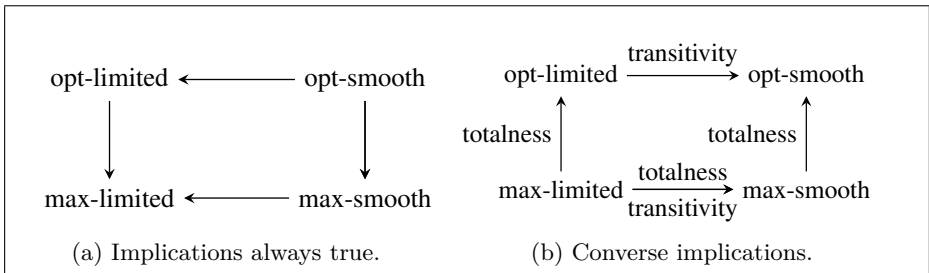 opt-limited opt-smooth
max-limited max-smooth
(a) Implications always true.
transitivity
opt-limited opt-smooth
totalness totalness
totalness
max-limited max-smooth
transitivity
(b) Converse implications.